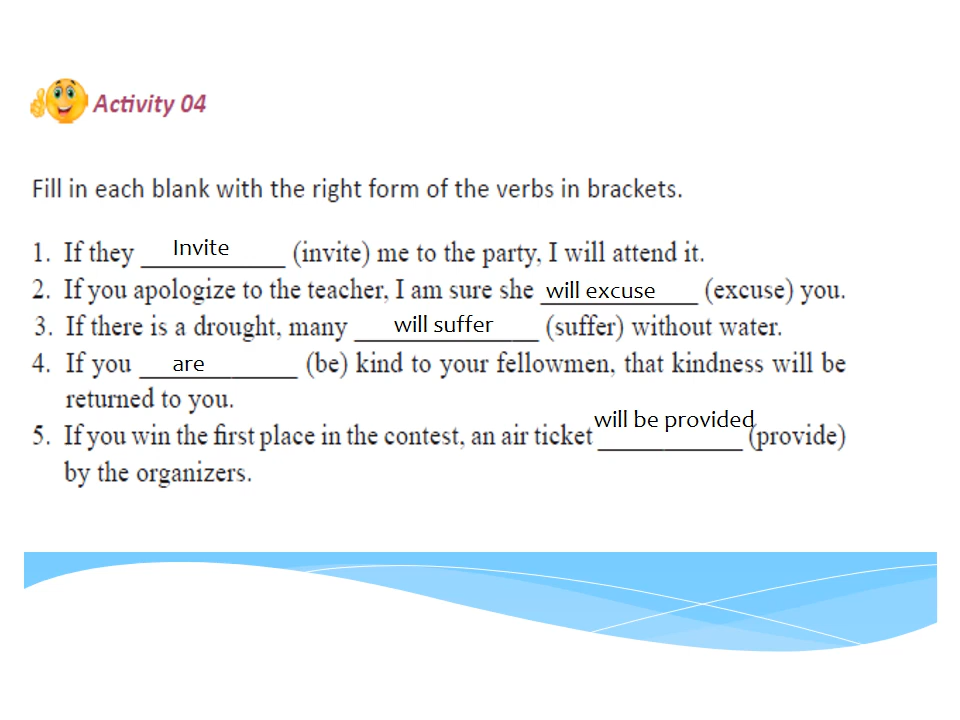 Activity 04
Fill in each blank with the right form of the verbs in brackets.
1. If they Invite (invite) me to the party, I will attend it.
2. If you apologize to the teacher, I am sure she will excuse (excuse) you.
3. If there is a drought, many will suffer (suffer) without water.
4. If you are (be) kind to your fellowmen, that kindness will be
returned to you.
5. If you win the first place in the contest, an air ticket will be provided (provide)
by the organizers.